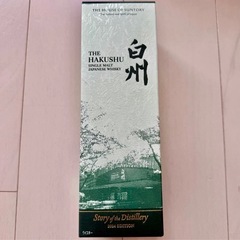 THE HOUSE OF SUNTORY
THE
HAKUSHU
SINGLE MALT
JAPANESE WHISKY
白州
Story of the Distillery
2024 EDITION